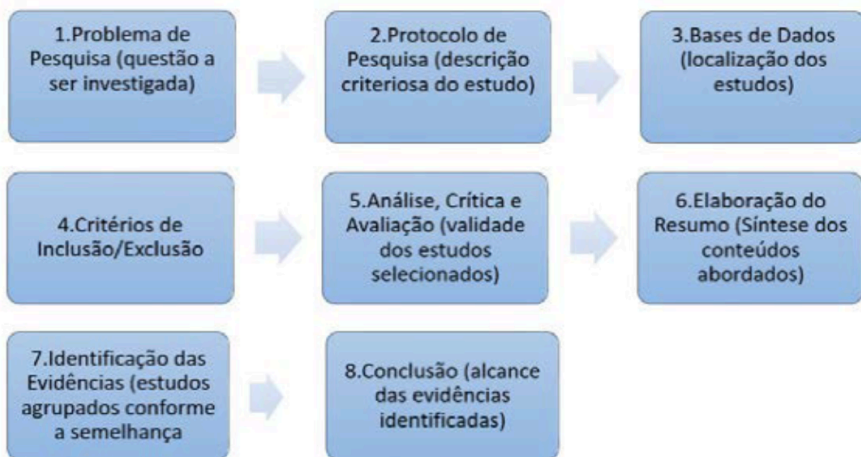 1.Problema de
Pesquisa (questão a
ser investigada)
2.Protocolo de
Pesquisa (descrição
criteriosa do estudo)
3.Bases de Dados
(localização dos
estudos)
4.Critérios de
Inclusão/Exclusão
5.Análise, Crítica e
Avaliação (validade
dos estudos
selecionados)
6.Elaboração do
Resumo (Síntese dos
conteúdos
abordados)
7.Identificação das
Evidências (estudos
agrupados conforme
a semelhança
8.Conclusão (alcance
das evidências
identificadas)